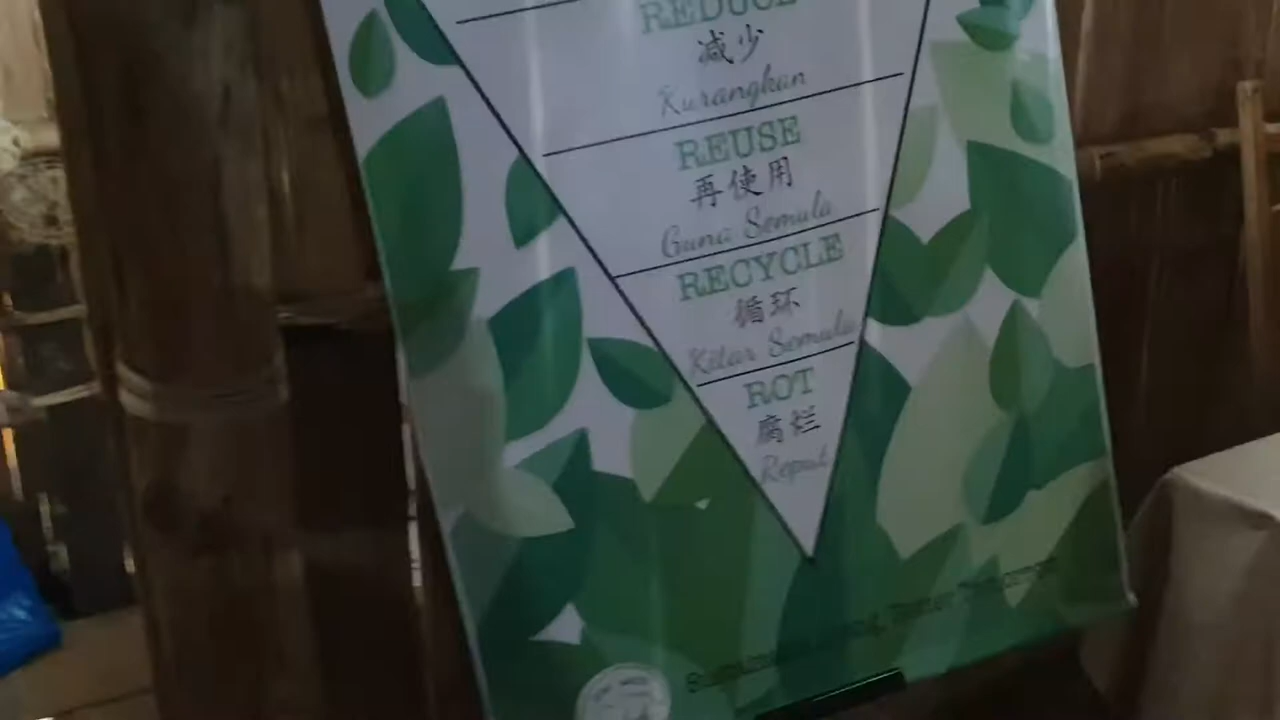 REDUCE
减少
Kurangkan
REUSE
再使用
Guna Semula
RECYCLE
循环
Kitar Semula
ROT
腐烂
Reput